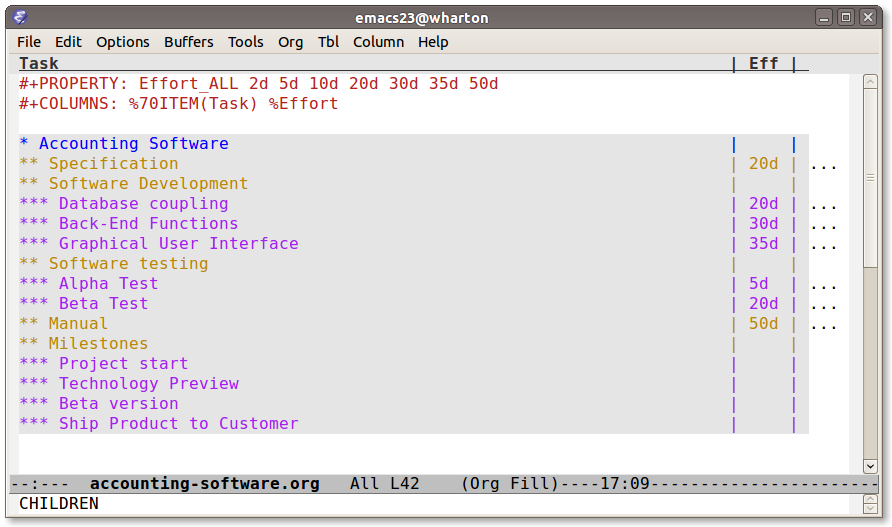 emacs23@wharton
File Edit Options Buffers Tools Org Tbl Column Help
Task | Eff |
#+PROPERTY: Effort_ALL 2d 5d 10d 20d 30d 35d 50d
#+COLUMNS: %70ITEM(Task) %Effort
* Accounting Software | |
** Specification | 20d | ...
** Software Development | |
*** Database coupling | 20d | ...
*** Back-End Functions | 30d | ...
*** Graphical User Interface | 35d | ...
** Software testing | |
*** Alpha Test | 5d | ...
*** Beta Test | 20d | ...
** Manual | 50d | ...
** Milestones | |
*** Project start | |
*** Technology Preview | |
*** Beta version | |
*** Ship Product to Customer | |
--:--- accounting-software.org All L42 (Org Fill)----17:09-----------------------
CHILDREN